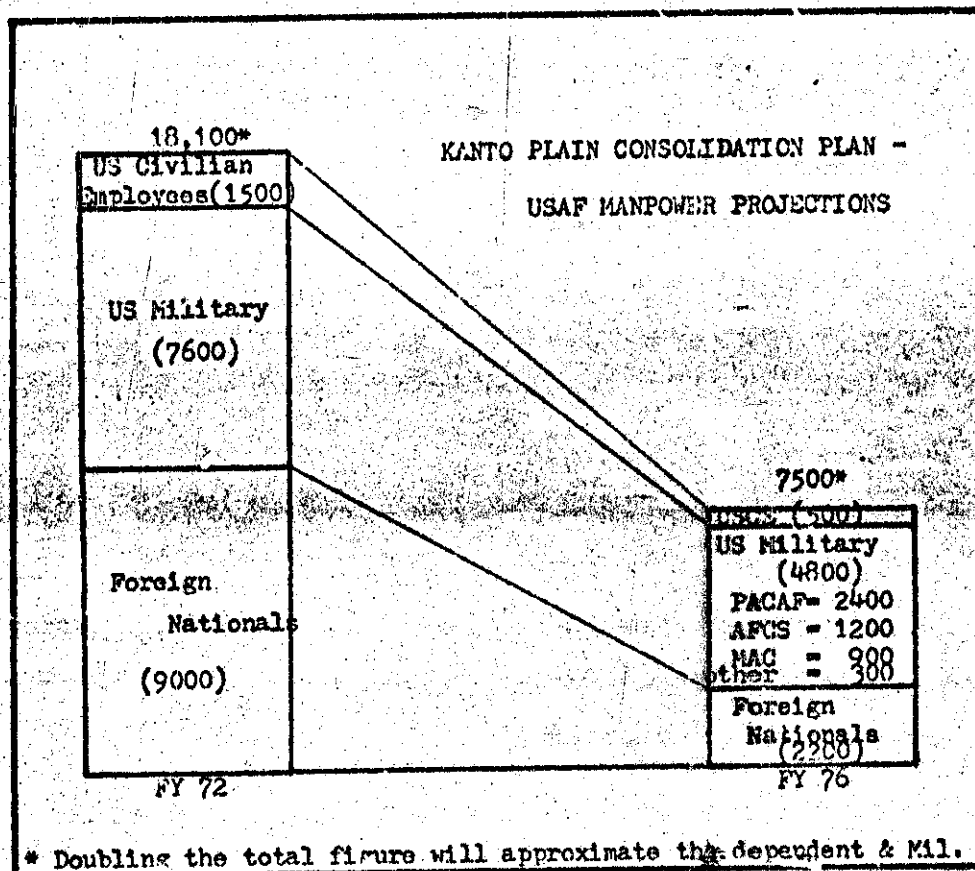 18,100*
US Civilian
Employees(1500)
US Military
(7600)
Foreign
Nationals
(9000)
FY 72
KANTO PLAIN CONSOLIDATION PLAN -
USAF MANPOWER PROJECTIONS
7500*
(500)
US Military
(4800)
PACAF= 2400
AFCS = 1200
MAC = 900
other = 300
Foreign
Nationals
(2200)
FY 76
* Doubling the total figure will approximate the dependent & Mil.